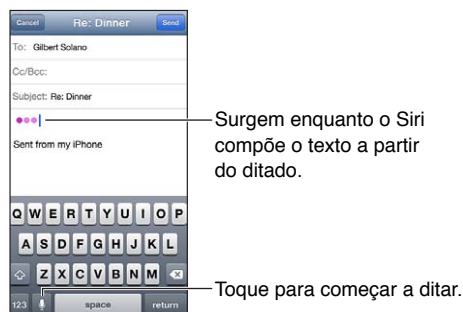 Cancel Re: Dinner Send
To: Gilbert Solano
Cc/Bcc:
Subject: Re: Dinner
Surgem enquanto o Siri
compõe o texto a partir
do ditado.
Sent from my iPhone
Q W E R T Y U I O P
A S D F G H J K L
Z X C V B N M
123 space return
Toque para começar a ditar.